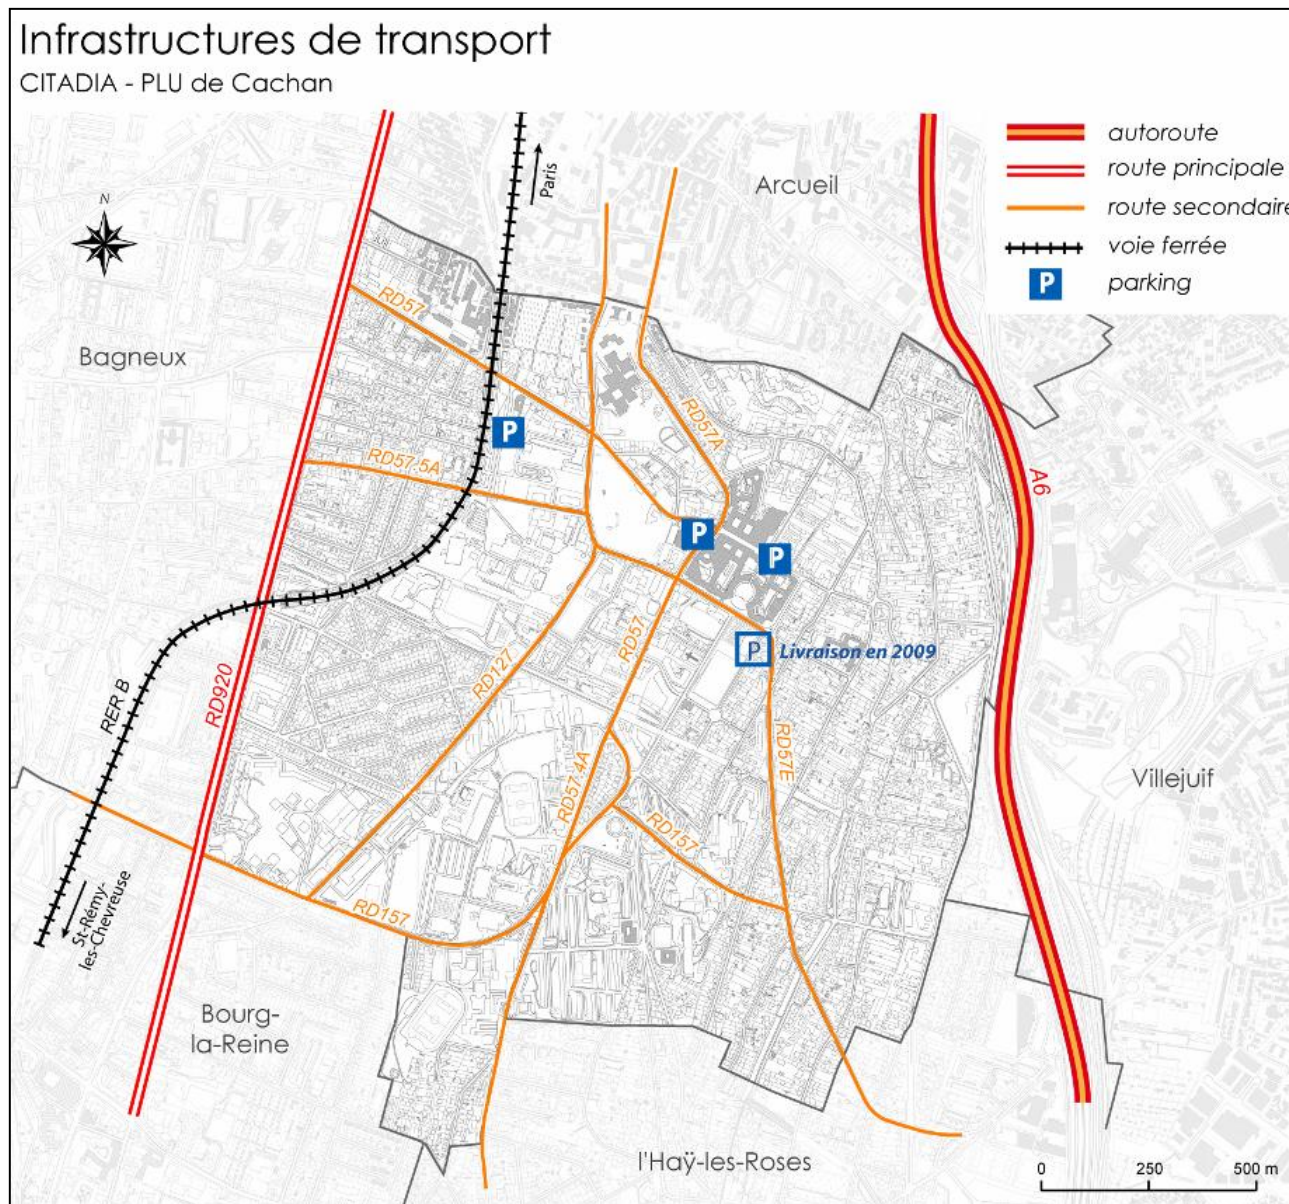 Infrastructures de transport
CITADIA - PLU de Cachan
autoroute
route principale
route secondaire
voie ferrée
P parking
N
Paris
Arcueil
Bagneux
RD57
RD57A
RD57.5A
A6
P
P
P
P Livraison en 2009
RD57
RD127
RER B
RD920
RD57E
RD57.4A
Villejuif
RD157
RD157
St-Rémy-
les-Chevreuse
Bourg-
la-Reine
l'Haÿ-les-Roses
0 250 500 m